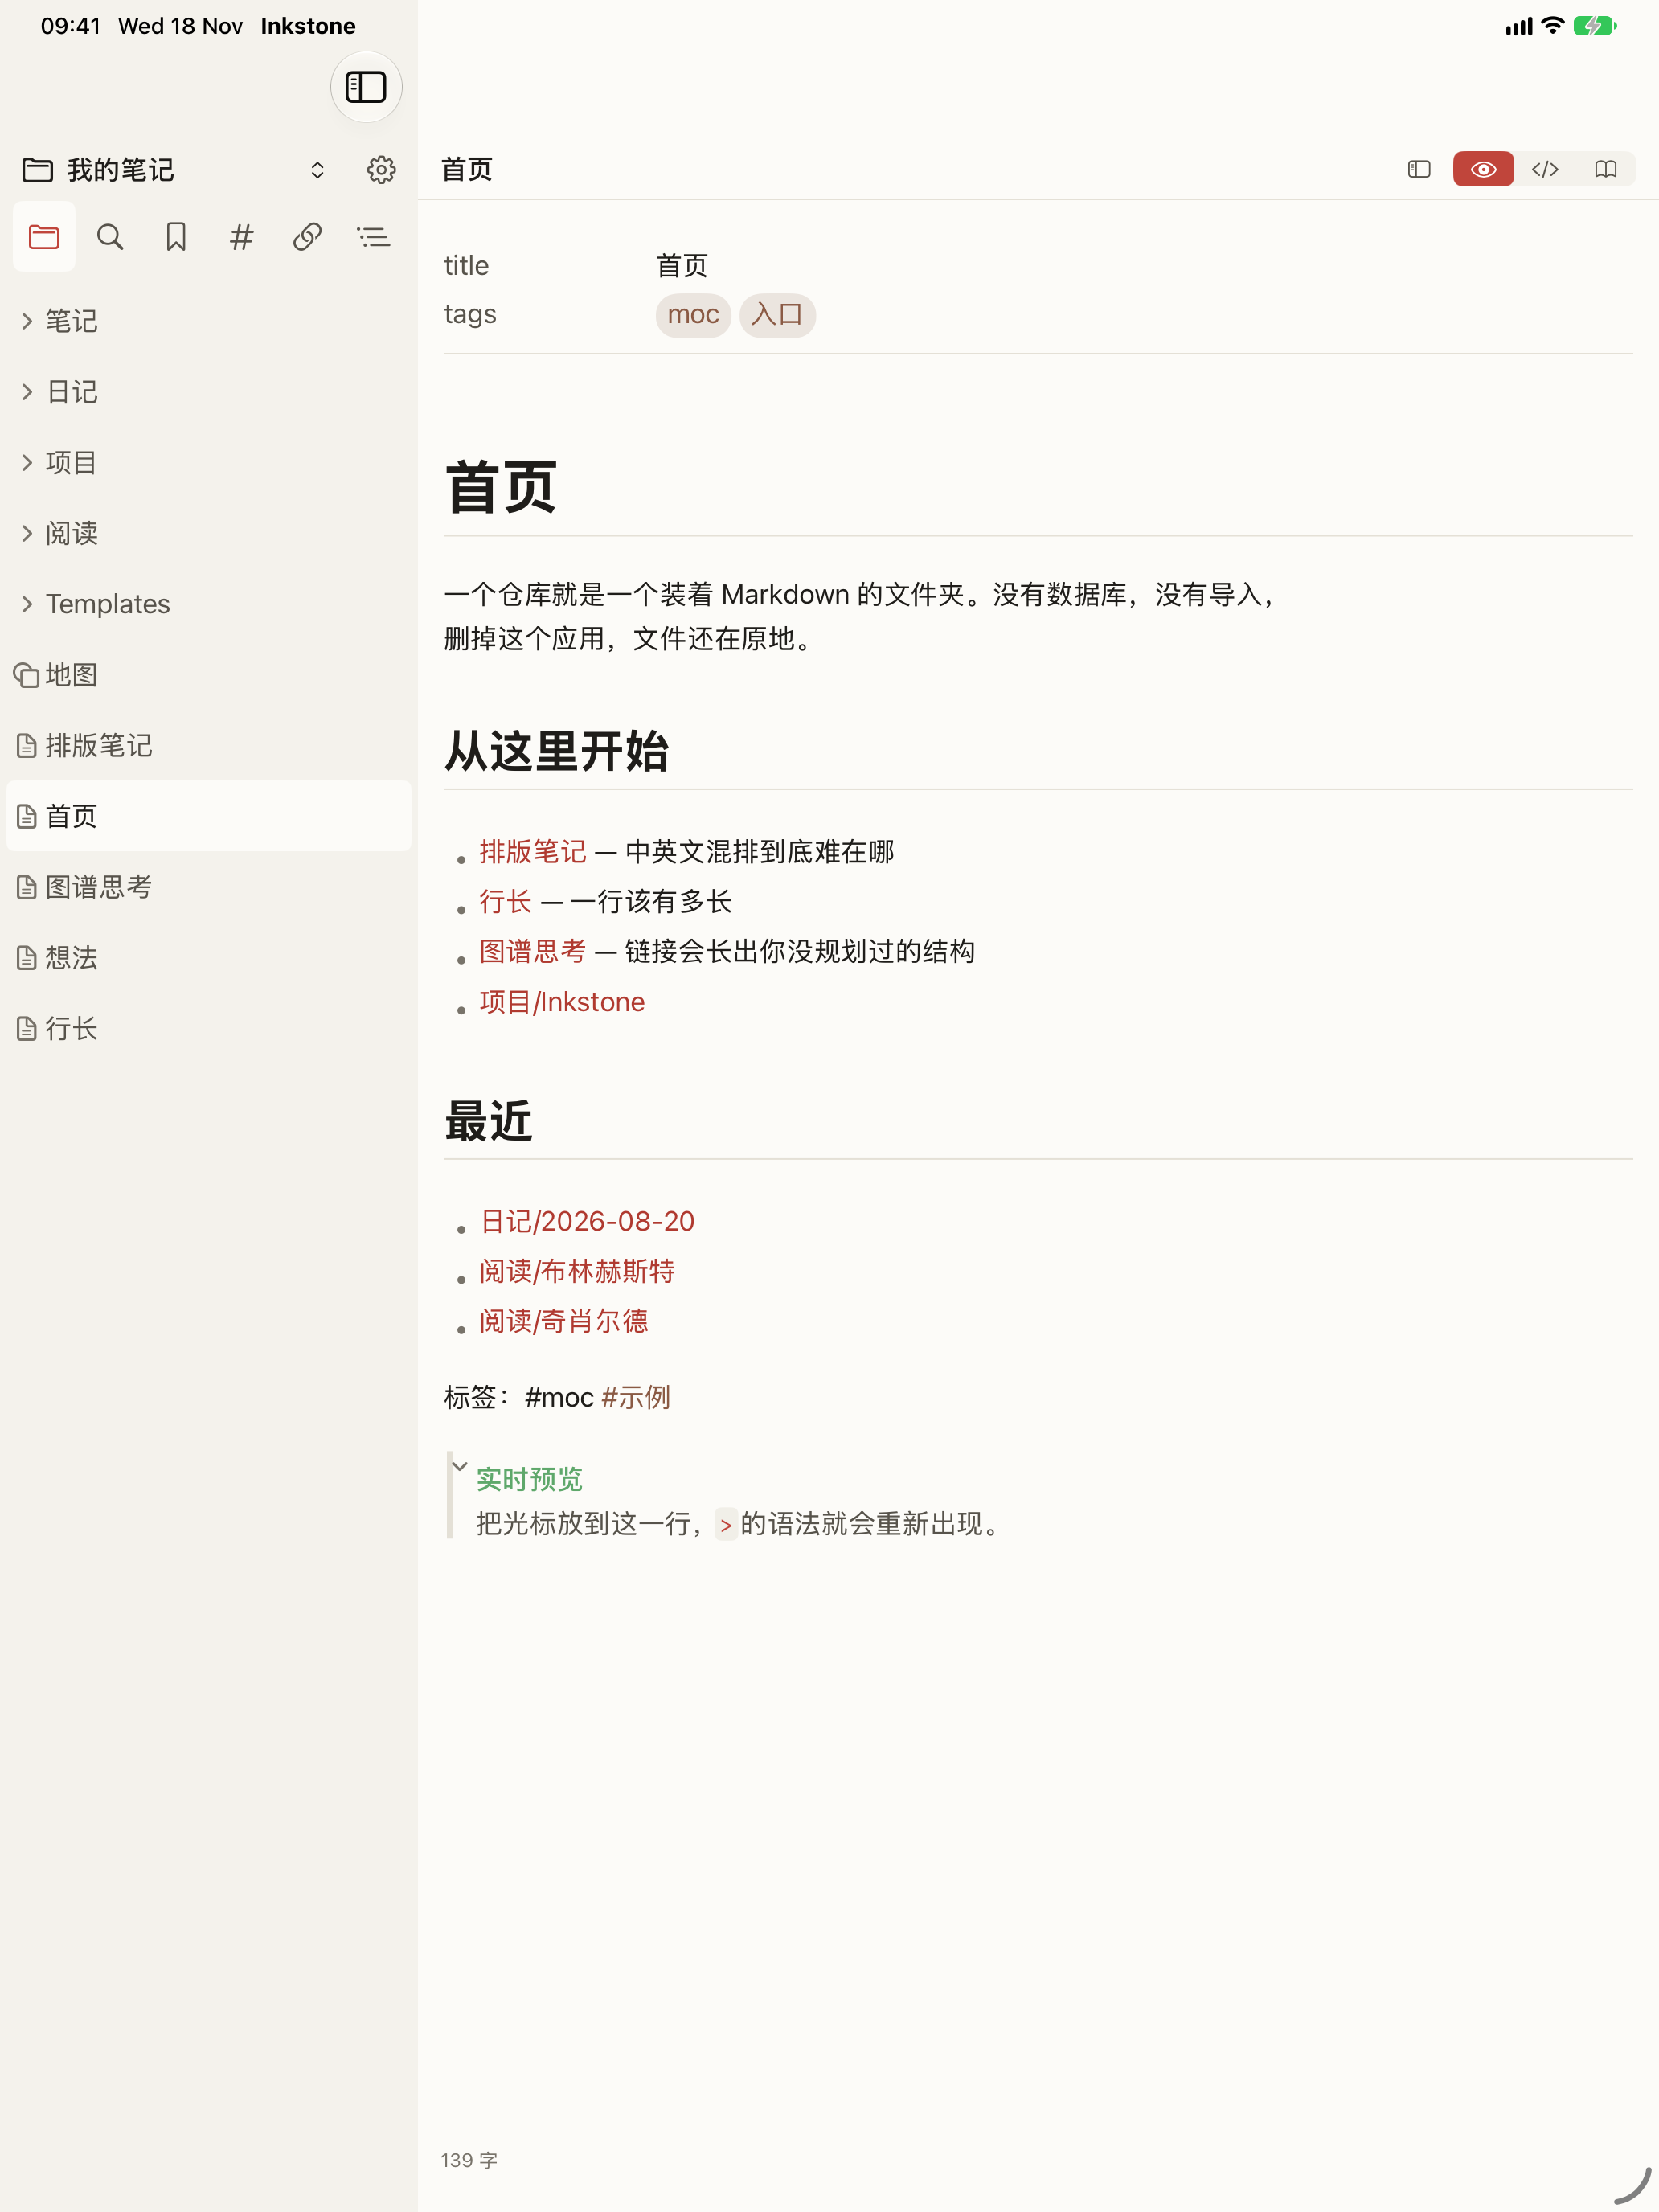 09:41 Wed 18 Nov Inkstone
我的笔记
笔记
日记
项目
阅读
Templates
地图
排版笔记
首页
图谱思考
想法
行长
首页
title 首页
tags moc 入口
首页
一个仓库就是一个装着 Markdown 的文件夹。没有数据库，没有导入，
删掉这个应用，文件还在原地。
从这里开始
• 排版笔记 — 中英文混排到底难在哪
• 行长 — 一行该有多长
• 图谱思考 — 链接会长出你没规划过的结构
• 项目/Inkstone
最近
• 日记/2026-08-20
• 阅读/布林赫斯特
• 阅读/奇肖尔德
标签：#moc #示例
实时预览
把光标放到这一行，>的语法就会重新出现。
139 字